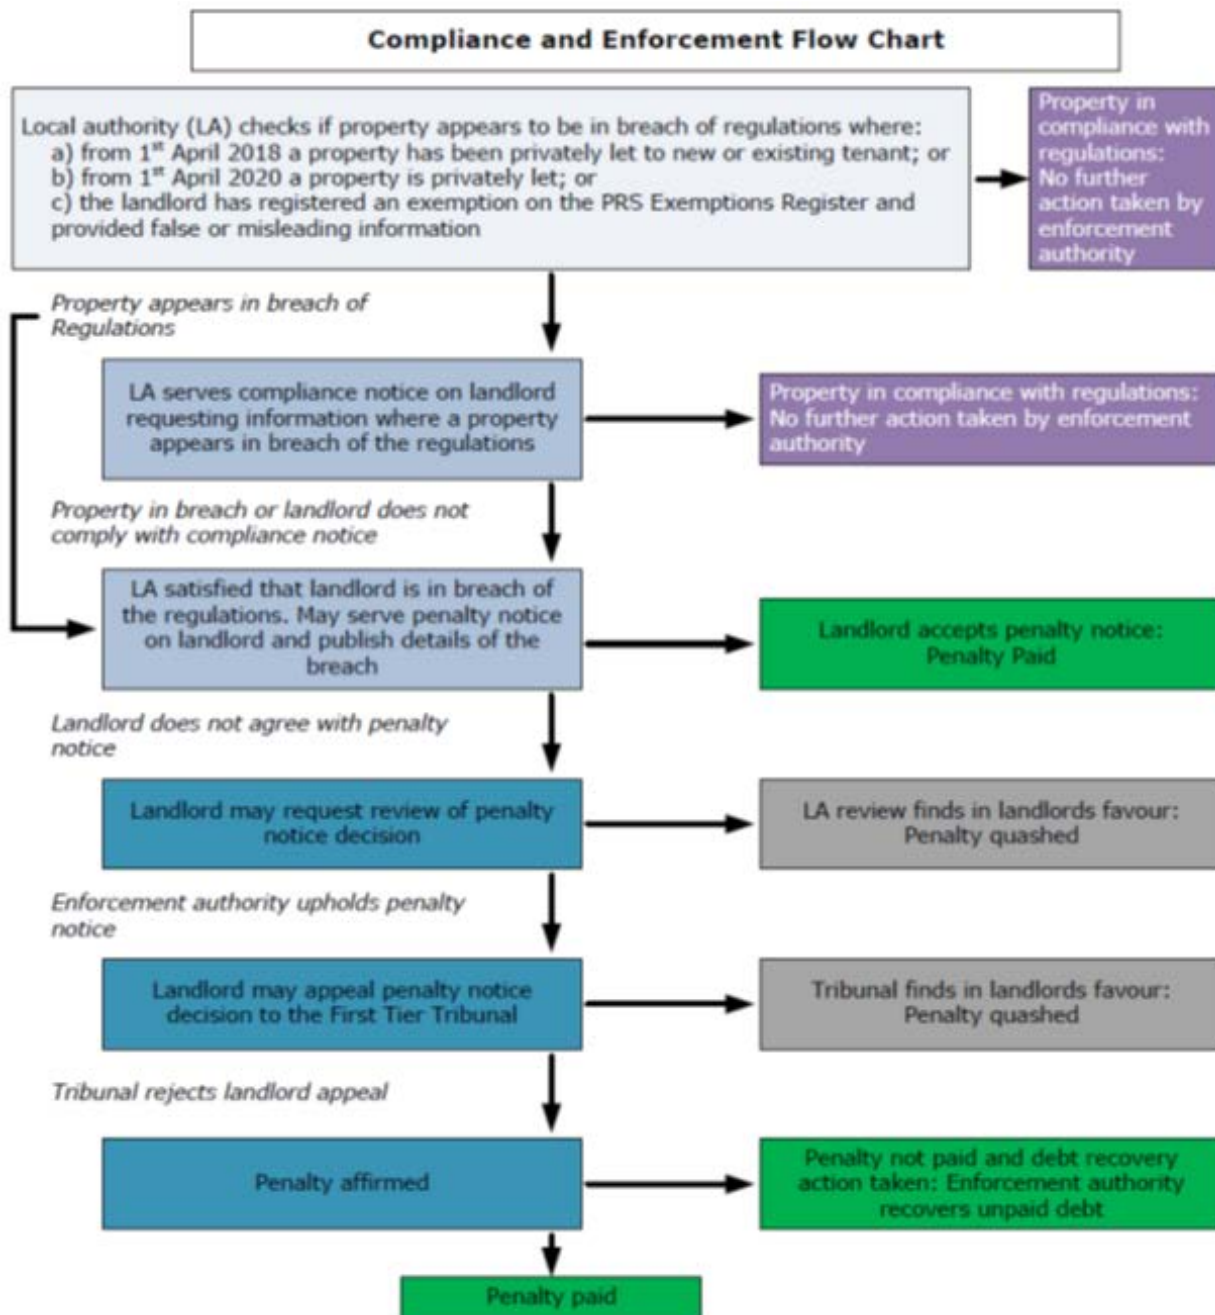 Compliance and Enforcement Flow Chart
Local authority (LA) checks if property appears to be in breach of regulations where:
a) from 1st April 2018 a property has been privately let to new or existing tenant; or
b) from 1st April 2020 a property is privately let; or
c) the landlord has registered an exemption on the PRS Exemptions Register and
provided false or misleading information
Property in
compliance with
regulations:
No further
action taken by
enforcement
authority
Property appears in breach of
Regulations
LA serves compliance notice on landlord
requesting information where a property
appears in breach of the regulations
Property in compliance with regulations:
No further action taken by enforcement
authority
Property in breach or landlord does not
comply with compliance notice
LA satisfied that landlord is in breach of
the regulations. May serve penalty notice
on landlord and publish details of the
breach
Landlord accepts penalty notice:
Penalty Paid
Landlord does not agree with penalty
notice
Landlord may request review of penalty
notice decision
LA review finds in landlords favour:
Penalty quashed
Enforcement authority upholds penalty
notice
Landlord may appeal penalty notice
decision to the First Tier Tribunal
Tribunal finds in landlords favour:
Penalty quashed
Tribunal rejects landlord appeal
Penalty affirmed
Penalty not paid and debt recovery
action taken: Enforcement authority
recovers unpaid debt
Penalty paid